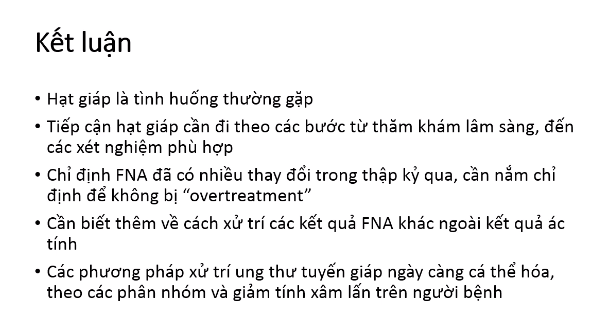 Kết luận
• Hạt giáp là tình huống thường gặp
• Tiếp cận hạt giáp cần đi theo các bước từ thăm khám lâm sàng, đến
các xét nghiệm phù hợp
• Chỉ định FNA đã có nhiều thay đổi trong thập kỷ qua, cần nắm chỉ
định để không bị “overtreatment”
• Cần biết thêm về cách xử trí các kết quả FNA khác ngoài kết quả ác
tính
• Các phương pháp xử trí ung thư tuyến giáp ngày càng cá thể hóa,
theo các phân nhóm và giảm tính xâm lấn trên người bệnh